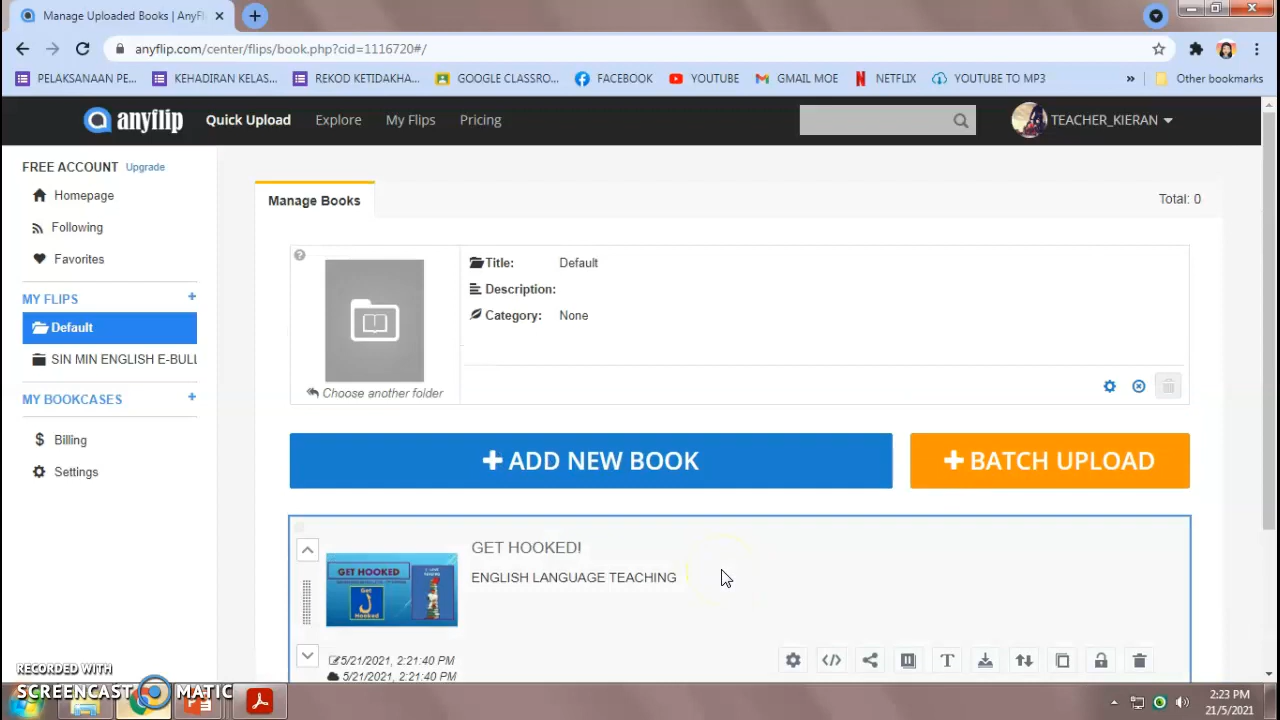 Manage Uploaded Books | AnyFl
anyflip.com/center/flips/book.php?cid=1116720#/
PELAKSANAAN PE...
KEHADIRAN KELAS...
REKOD KETIDAKHA...
GOOGLE CLASSRO...
FACEBOOK
YOUTUBE
GMAIL MOE
NETFLIX
YOUTUBE TO MP3
»
Other bookmarks
anyflip
Quick Upload
Explore
My Flips
Pricing
TEACHER_KIERAN
FREE ACCOUNT Upgrade
Homepage
Following
Favorites
MY FLIPS +
Default
SIN MIN ENGLISH E-BULL
MY BOOKCASES +
Billing
Settings
Manage Books
Total: 0
Title: Default
Description:
Category: None
Choose another folder
+ ADD NEW BOOK
+ BATCH UPLOAD
GET HOOKED!
ENGLISH LANGUAGE TEACHING
GET HOOKED
Get
Hooked
5/21/2021, 2:21:40 PM
5/21/2021, 2:21:40 PM
RECORDED WITH
SCREENCAST MATIC
2:23 PM
21/5/2021